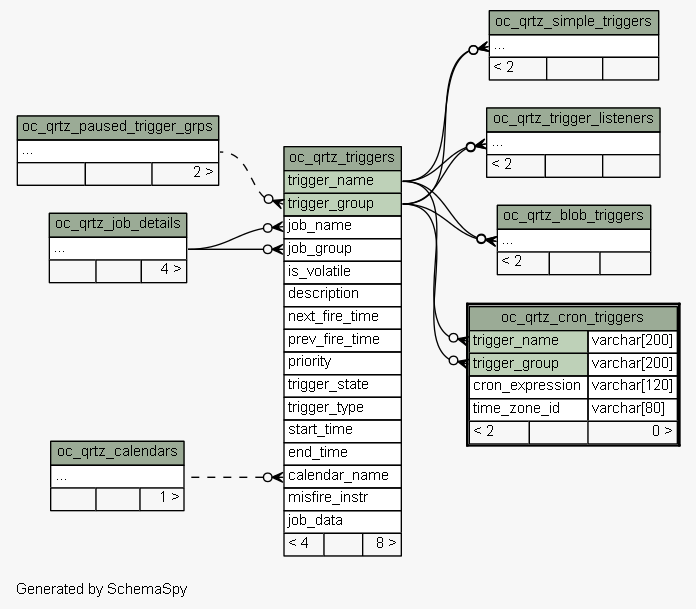 oc_qrtz_simple_triggers
...
< 2
oc_qrtz_paused_trigger_grps
...
2 >
oc_qrtz_trigger_listeners
...
< 2
oc_qrtz_job_details
...
4 >
oc_qrtz_triggers
trigger_name
trigger_group
job_name
job_group
is_volatile
description
next_fire_time
prev_fire_time
priority
trigger_state
trigger_type
start_time
end_time
calendar_name
misfire_instr
job_data
< 4 8 >
oc_qrtz_blob_triggers
...
< 2
oc_qrtz_cron_triggers
trigger_name varchar[200]
trigger_group varchar[200]
cron_expression varchar[120]
time_zone_id varchar[80]
< 2 0 >
oc_qrtz_calendars
...
1 >
Generated by SchemaSpy